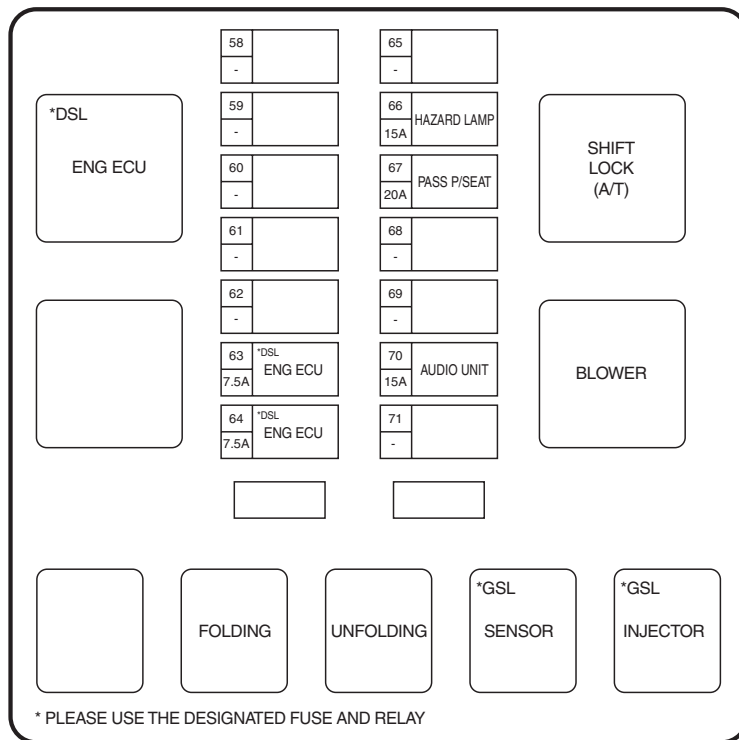 58
-
59
-
60
-
61
-
62
-
63
7.5A
*DSL
ENG ECU
64
7.5A
*DSL
ENG ECU
65
-
66
15A
HAZARD LAMP
67
20A
PASS P/SEAT
68
-
69
-
70
15A
AUDIO UNIT
71
-
*DSL
ENG ECU
SHIFT
LOCK
(A/T)
BLOWER
FOLDING
UNFOLDING
*GSL
SENSOR
*GSL
INJECTOR
* PLEASE USE THE DESIGNATED FUSE AND RELAY